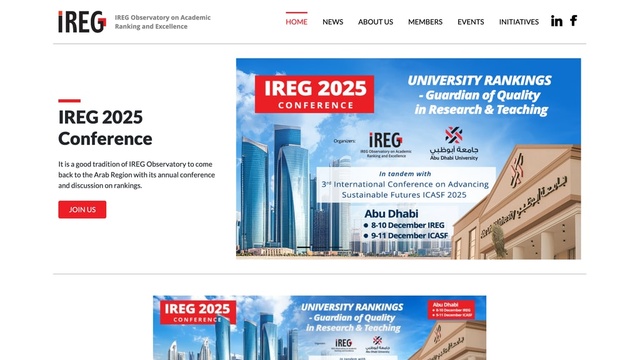 iREG
IREG Observatory on Academic
Ranking and Excellence
HOME
NEWS
ABOUT US
MEMBERS
EVENTS
INITIATIVES
IREG 2025
Conference
It is a good tradition of IREG Observatory to come
back to the Arab Region with its annual conference
and discussion on rankings.
JOIN US
IREG 2025
CONFERENCE
UNIVERSITY RANKINGS
- Guardian of Quality
in Research & Teaching
Organizers:
iREG
IREG Observatory on Academic
Ranking and Excellence
جامعة أبوظبي
Abu Dhabi University
In tandem with
3rd International Conference on Advancing
Sustainable Futures ICASF 2025
Abu Dhabi
8-10 December IREG
9-11 December ICASF
IREG 2025
CONFERENCE
UNIVERSITY RANKINGS
- Guardian of Quality
in Research & Teaching
Abu Dhabi
8-10 December IREG
9-11 December ICASF
Organizers:
iREG
جامعة أبوظبي
Abu Dhabi University
In tandem with